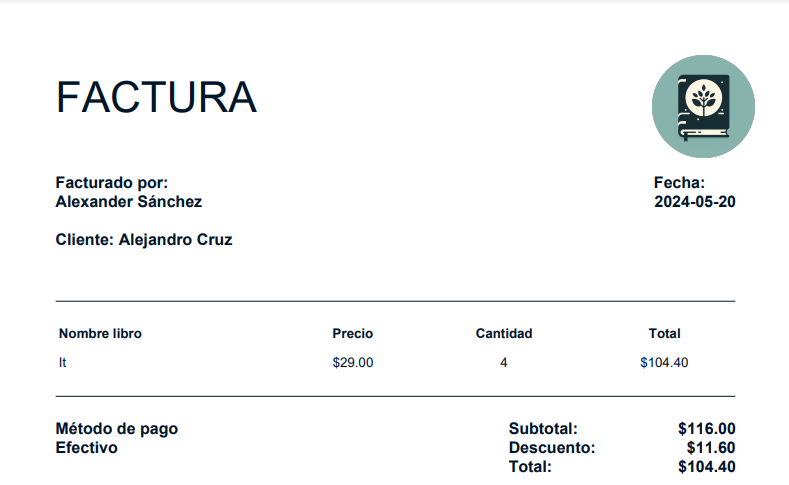 FACTURA
Facturado por:
Alexander Sánchez
Fecha:
2024-05-20
Cliente: Alejandro Cruz
Nombre libro Precio Cantidad Total
It $29.00 4 $104.40
Método de pago
Efectivo
Subtotal: $116.00
Descuento: $11.60
Total: $104.40